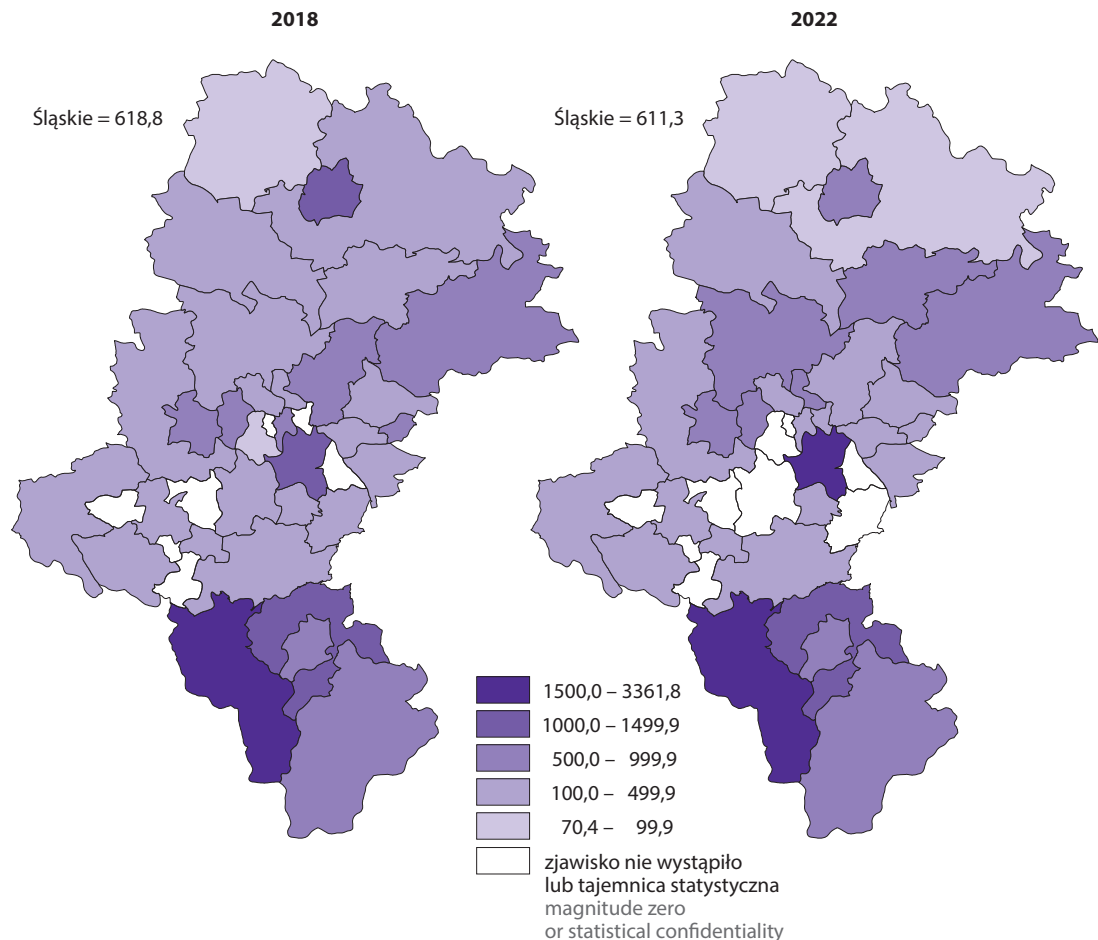 2018
2022
Śląskie = 618,8
Śląskie = 611,3
1500,0 – 3361,8
1000,0 – 1499,9
500,0 – 999,9
100,0 – 499,9
70,4 – 99,9
zjawisko nie wystąpiło
lub tajemnica statystyczna
magnitude zero
or statistical confidentiality